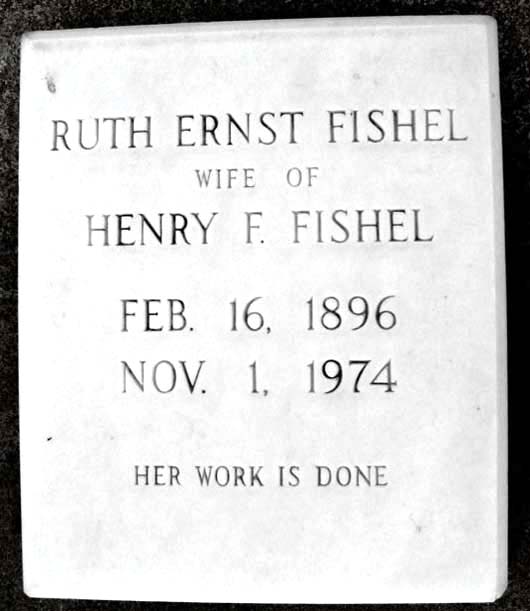 RUTH ERNST FISHEL
WIFE OF
HENRY F. FISHEL
FEB. 16, 1896
NOV. 1, 1974
HER WORK IS DONE